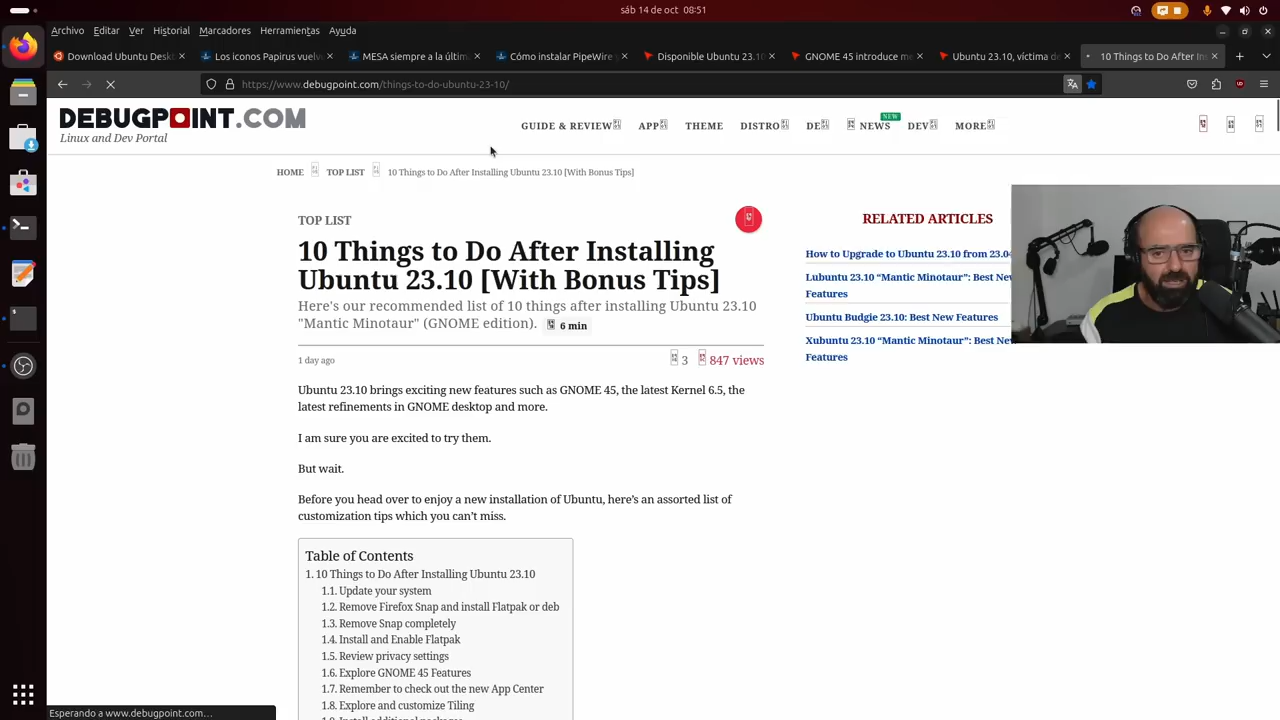 sáb 14 de oct 08:51
Archivo Editar Ver Historial Marcadores Herramientas Ayuda
Download Ubuntu Deskt
Los iconos Papirus vuelv
MESA siempre a la últim
Cómo instalar PipeWire
Disponible Ubuntu 23.10
GNOME 45 introduce me
Ubuntu 23.10, víctima de
10 Things to Do After In
https://www.debugpoint.com/things-to-do-ubuntu-23-10/
DEBUGPOINT.COM
Linux and Dev Portal
GUIDE & REVIEW APP THEME DISTRO DE NEWS NEW DEV MORE
HOME TOP LIST 10 Things to Do After Installing Ubuntu 23.10 [With Bonus Tips]
TOP LIST
10 Things to Do After Installing
Ubuntu 23.10 [With Bonus Tips]
Here's our recommended list of 10 things after installing Ubuntu 23.10
"Mantic Minotaur" (GNOME edition). 6 min
1 day ago 3 847 views
Ubuntu 23.10 brings exciting new features such as GNOME 45, the latest Kernel 6.5, the
latest refinements in GNOME desktop and more.
I am sure you are excited to try them.
But wait.
Before you head over to enjoy a new installation of Ubuntu, here's an assorted list of
customization tips which you can't miss.
Table of Contents
1. 10 Things to Do After Installing Ubuntu 23.10
1.1. Update your system
1.2. Remove Firefox Snap and install Flatpak or deb
1.3. Remove Snap completely
1.4. Install and Enable Flatpak
1.5. Review privacy settings
1.6. Explore GNOME 45 Features
1.7. Remember to check out the new App Center
1.8. Explore and customize Tiling
1.9. Install additional packages
RELATED ARTICLES
How to Upgrade to Ubuntu 23.10 from 23.04
Lubuntu 23.10 “Mantic Minotaur”: Best New
Features
Ubuntu Budgie 23.10: Best New Features
Xubuntu 23.10 “Mantic Minotaur”: Best New
Features
Esperando a www.debugpoint.com…